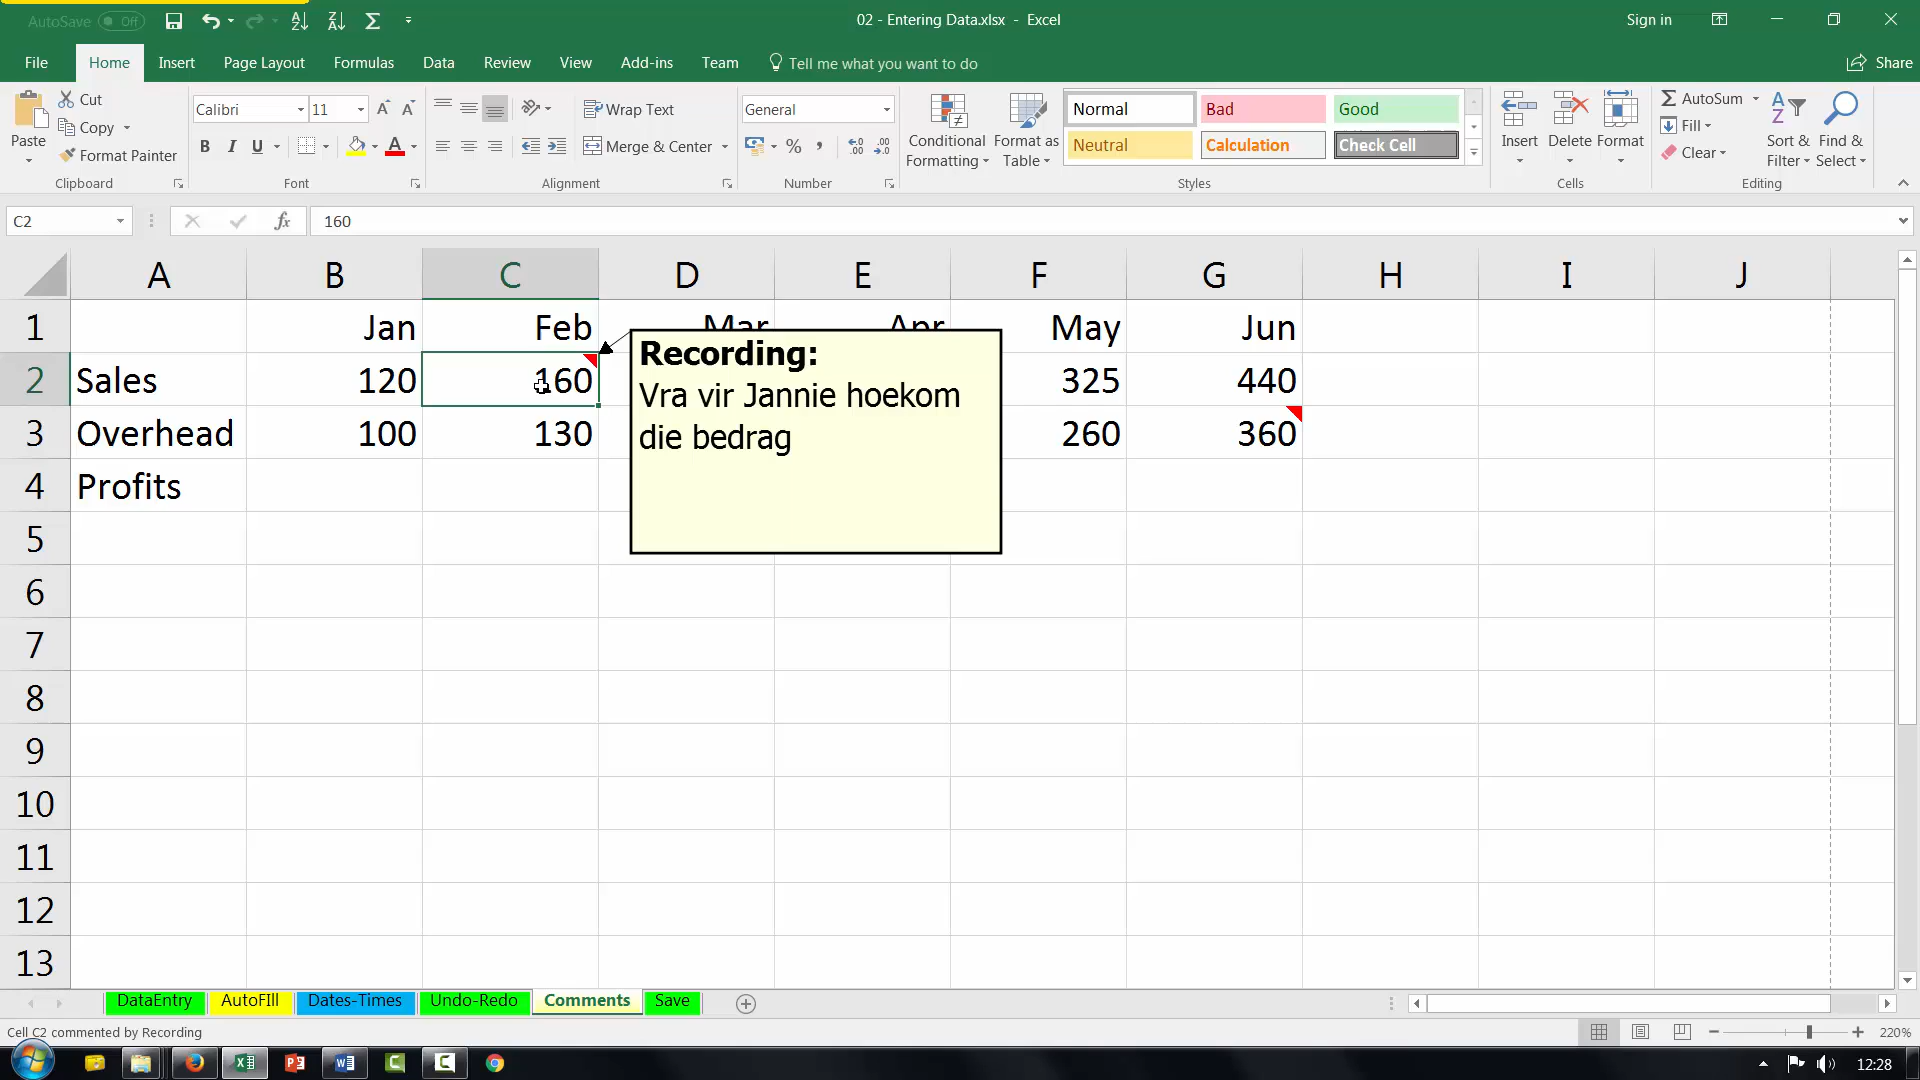 AutoSave Off
02 - Entering Data.xlsx - Excel
Sign in
File Home Insert Page Layout Formulas Data Review View Add-ins Team Tell me what you want to do Share
Paste
Cut
Copy
Format Painter
Clipboard
Calibri 11
B I U
Font
Wrap Text
Merge & Center
Alignment
General
Number
Conditional Formatting
Format as Table
Normal Bad Good
Neutral Calculation Check Cell
Styles
Insert Delete Format
Cells
AutoSum
Fill
Clear
Sort & Filter
Find & Select
Editing
C2 fx 160
A B C D E F G H I J
1 Jan Feb Mar Apr May Jun
2 Sales 120 160 325 440
3 Overhead 100 130 260 360
4 Profits
5
6
7
8
9
10
11
12
13
Recording:
Vra vir Jannie hoekom
die bedrag
DataEntry AutoFIll Dates-Times Undo-Redo Comments Save
Cell C2 commented by Recording
220%
12:28